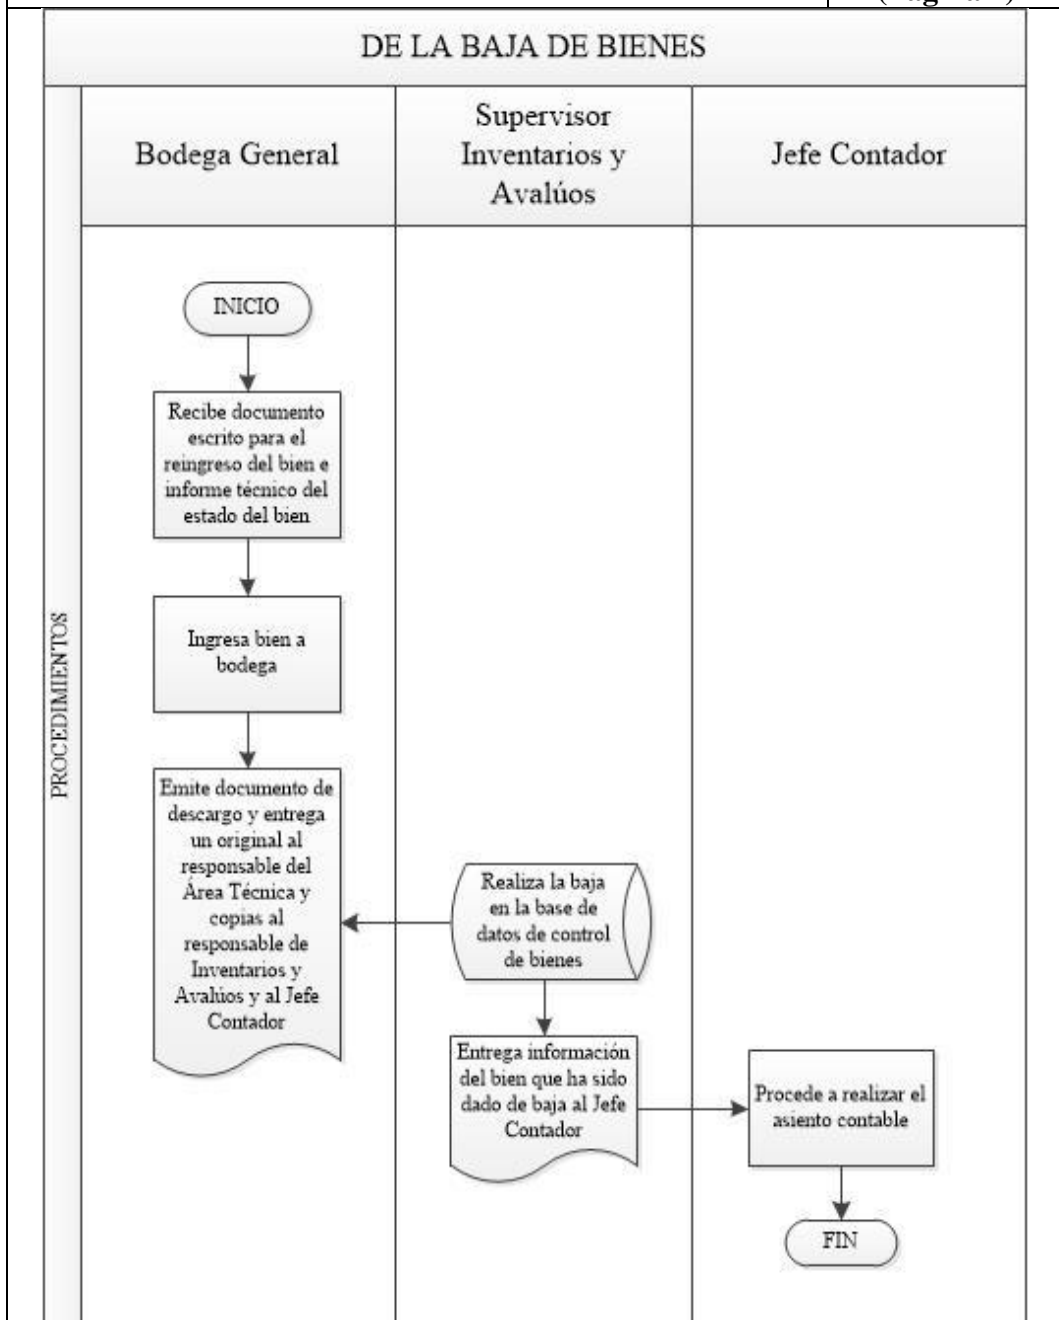 DE LA BAJA DE BIENES
Bodega General
Supervisor
Inventarios y
Avalúos
Jefe Contador
PROCEDIMIENTOS
INICIO
Recibe documento
escrito para el
reingreso del bien e
informe técnico del
estado del bien
Ingresa bien a
bodega
Emite documento de
descargo y entrega
un original al
responsable del
Área Técnica y
copias al
responsable de
Inventarios y
Avalúos y al Jefe
Contador
Realiza la baja
en la base de
datos de control
de bienes
Entrega información
del bien que ha sido
dado de baja al Jefe
Contador
Procede a realizar el
asiento contable
FIN